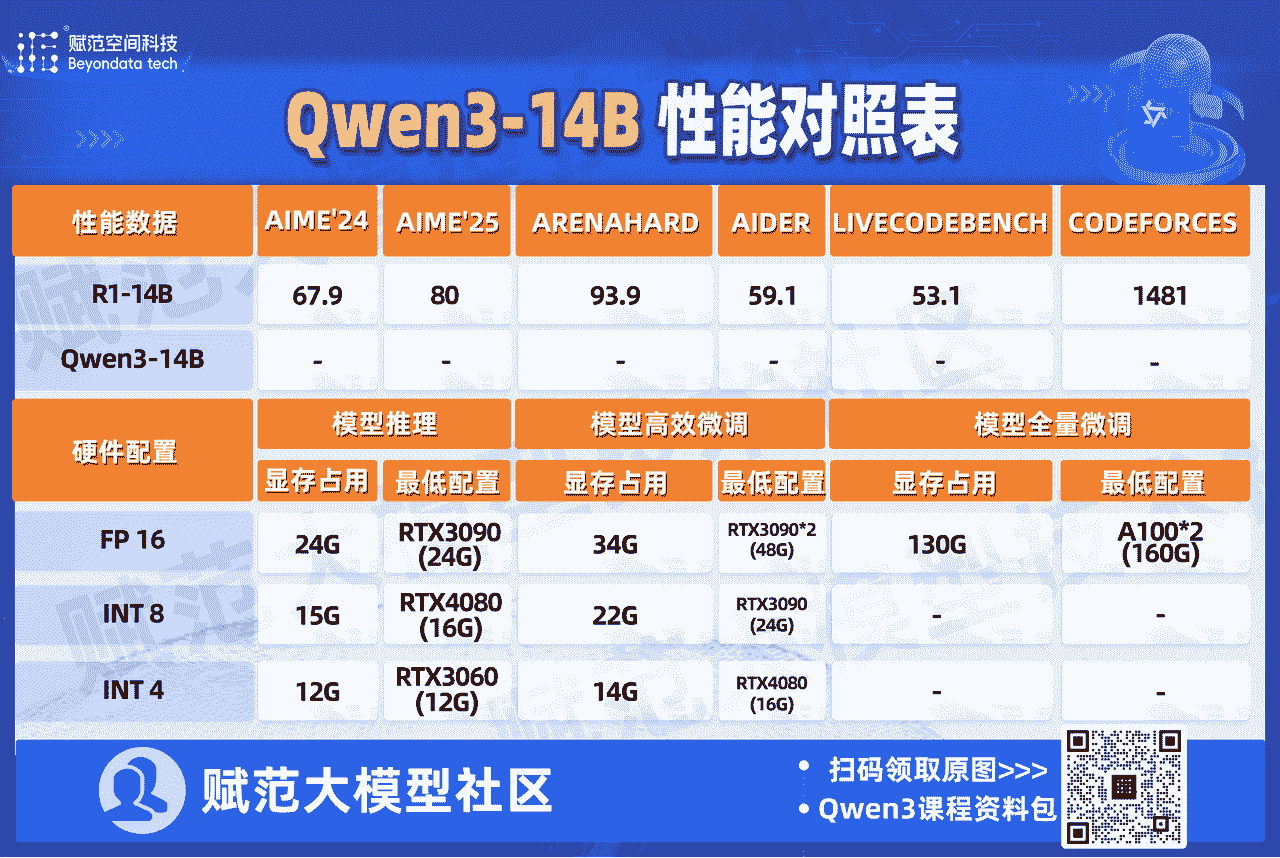 赋范空间科技
Beyondata tech
Qwen3-14B 性能对照表
性能数据 AIME'24 AIME'25 ARENAHARD AIDER LIVECODEBENCH CODEFORCES
R1-14B 67.9 80 93.9 59.1 53.1 1481
Qwen3-14B - - - - - -
硬件配置 模型推理 模型高效微调 模型全量微调
显存占用 最低配置 显存占用 最低配置 显存占用 最低配置
FP 16 24G RTX3090 (24G) 34G RTX3090*2 (48G) 130G A100*2 (160G)
INT 8 15G RTX4080 (16G) 22G RTX3090 (24G) - -
INT 4 12G RTX3060 (12G) 14G RTX4080 (16G) - -
赋范大模型社区
• 扫码领取原图>>>
• Qwen3课程资料包